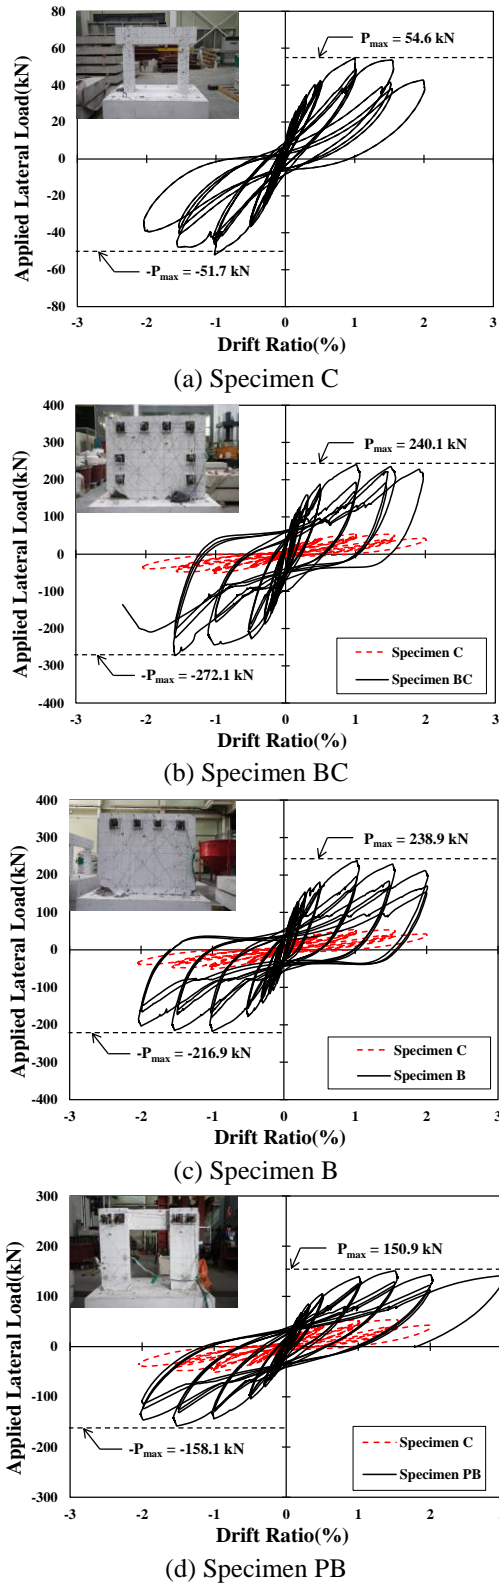 80
60
40
20
0
-20
-40
-60
-80
Applied Lateral Load(kN)
Pmax = 54.6 kN
-Pmax = -51.7 kN
-3 -2 -1 0 1 2 3
Drift Ratio(%)
(a) Specimen C
400
300
200
100
0
-100
-200
-300
-400
Applied Lateral Load(kN)
Pmax = 240.1 kN
-Pmax = -272.1 kN
Specimen C
Specimen BC
-3 -2 -1 0 1 2 3
Drift Ratio(%)
(b) Specimen BC
400
300
200
100
0
-100
-200
-300
-400
Applied Lateral Load(kN)
Pmax = 238.9 kN
-Pmax = -216.9 kN
Specimen C
Specimen B
-3 -2 -1 0 1 2 3
Drift Ratio(%)
(c) Specimen B
300
200
100
0
-100
-200
-300
Applied Lateral Load(kN)
Pmax = 150.9 kN
-Pmax = -158.1 kN
Specimen C
Specimen PB
-3 -2 -1 0 1 2 3
Drift Ratio(%)
(d) Specimen PB